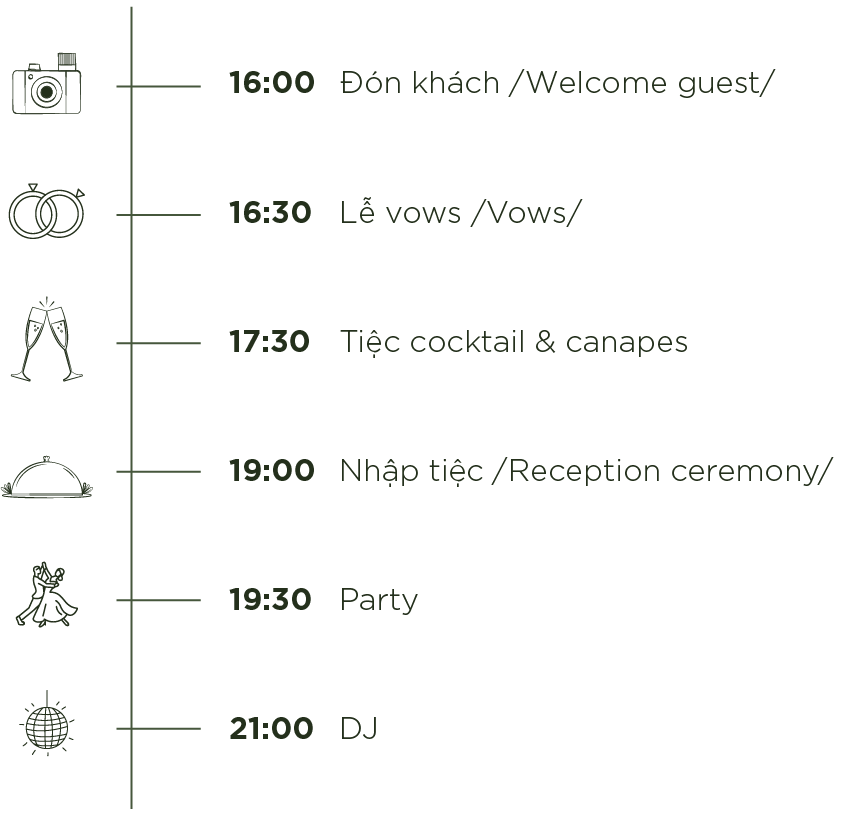 16:00 Đón khách /Welcome guest/
16:30 Lễ vows /Vows/
17:30 Tiệc cocktail & canapes
19:00 Nhập tiệc /Reception ceremony/
19:30 Party
21:00 DJ